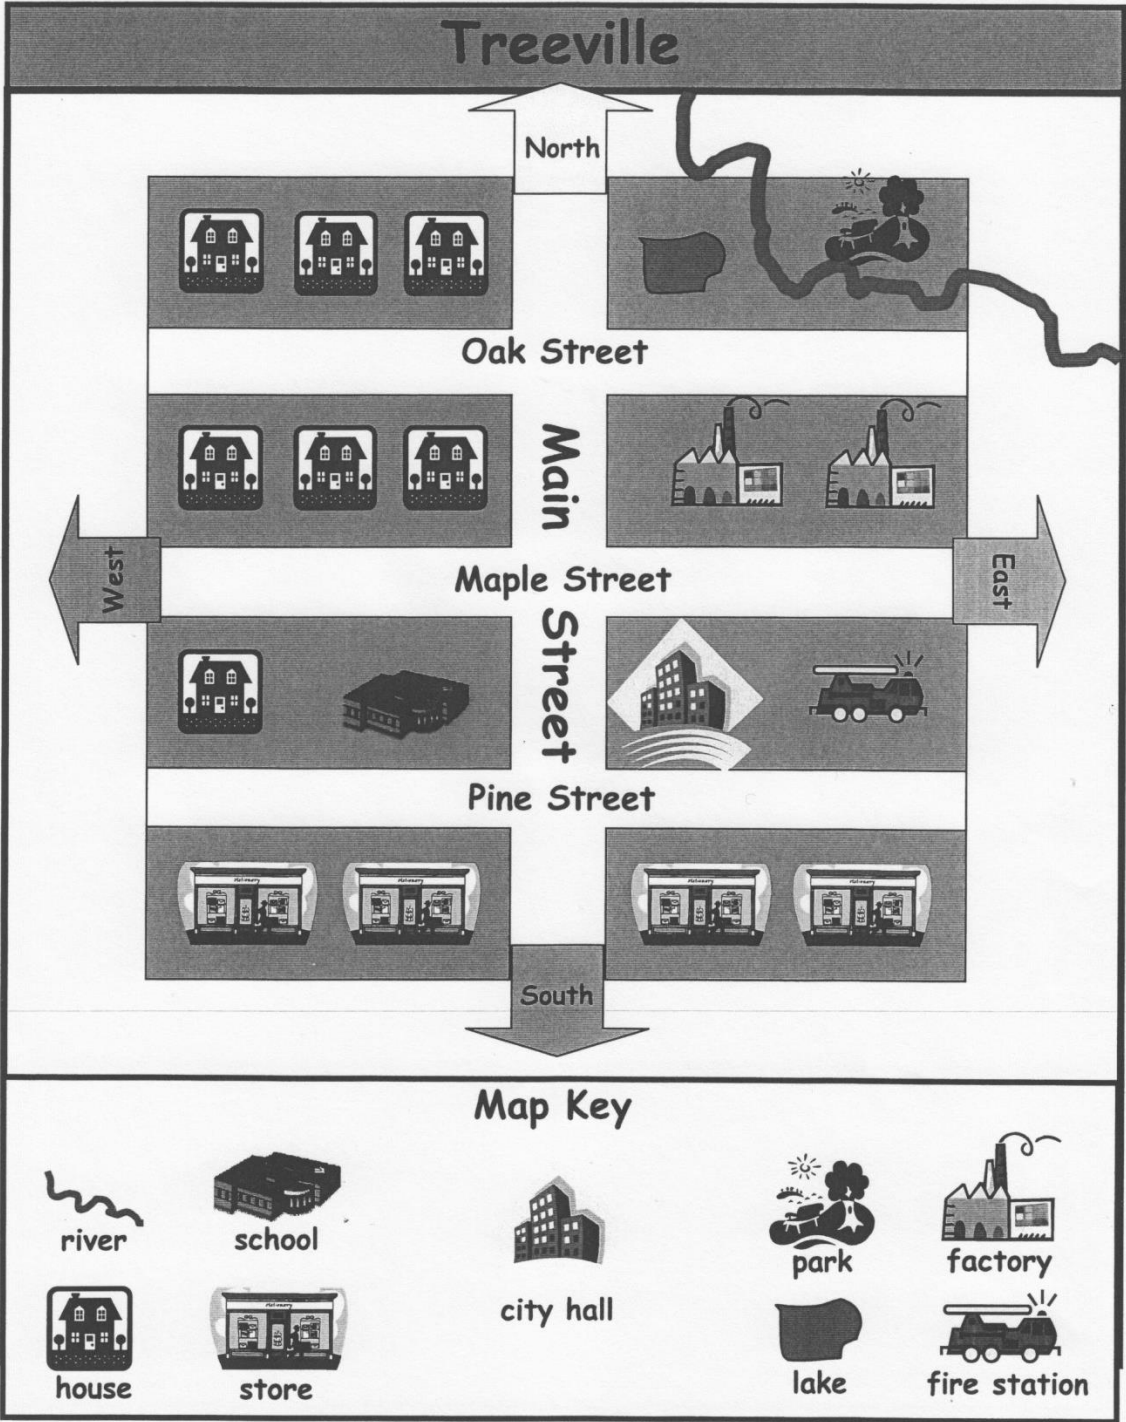 Treeville
North
Oak Street
Main Street
West
Maple Street
East
Pine Street
South
Map Key
river
school
city hall
park
factory
house
store
lake
fire station